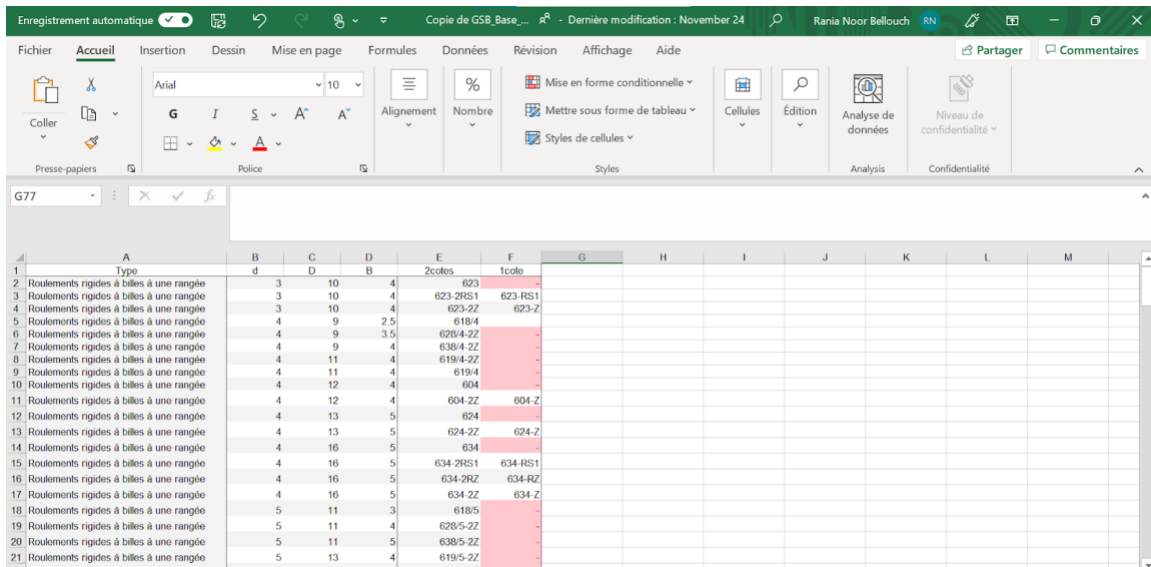 Enregistrement automatique Copie de GSB_Base_... - Dernière modification : November 24 Rania Noor Bellouch RN
Fichier Accueil Insertion Dessin Mise en page Formules Données Révision Affichage Aide Partager Commentaires
Coller
Presse-papiers
Arial 10
G I S A A
A
Police
Alignement
%
Nombre
Mise en forme conditionnelle
Mettre sous forme de tableau
Styles de cellules
Styles
Cellules
Édition
Analyse de données
Analysis
Niveau de confidentialité
Confidentialité
G77 fx
A B C D E F G H I J K L M
1 Type d D B 2cotes 1cote
2 Roulements rigides à billes à une rangée 3 10 4 623 -
3 Roulements rigides à billes à une rangée 3 10 4 623-2RS1 623-RS1
4 Roulements rigides à billes à une rangée 3 10 4 623-2Z 623-Z
5 Roulements rigides à billes à une rangée 4 9 2.5 618/4
6 Roulements rigides à billes à une rangée 4 9 3.5 628/4-2Z -
7 Roulements rigides à billes à une rangée 4 9 4 638/4-2Z -
8 Roulements rigides à billes à une rangée 4 11 4 619/4-2Z -
9 Roulements rigides à billes à une rangée 4 11 4 619/4 -
10 Roulements rigides à billes à une rangée 4 12 4 604 -
11 Roulements rigides à billes à une rangée 4 12 4 604-2Z 604-Z
12 Roulements rigides à billes à une rangée 4 13 5 624 -
13 Roulements rigides à billes à une rangée 4 13 5 624-2Z 624-Z
14 Roulements rigides à billes à une rangée 4 16 5 634 -
15 Roulements rigides à billes à une rangée 4 16 5 634-2RS1 634-RS1
16 Roulements rigides à billes à une rangée 4 16 5 634-2RZ 634-RZ
17 Roulements rigides à billes à une rangée 4 16 5 634-2Z 634-Z
18 Roulements rigides à billes à une rangée 5 11 3 618/5 -
19 Roulements rigides à billes à une rangée 5 11 4 628/5-2Z -
20 Roulements rigides à billes à une rangée 5 11 5 638/5-2Z -
21 Roulements rigides à billes à une rangée 5 13 4 619/5-2Z -